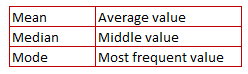 Mean Average value
Median Middle value
Mode Most frequent value